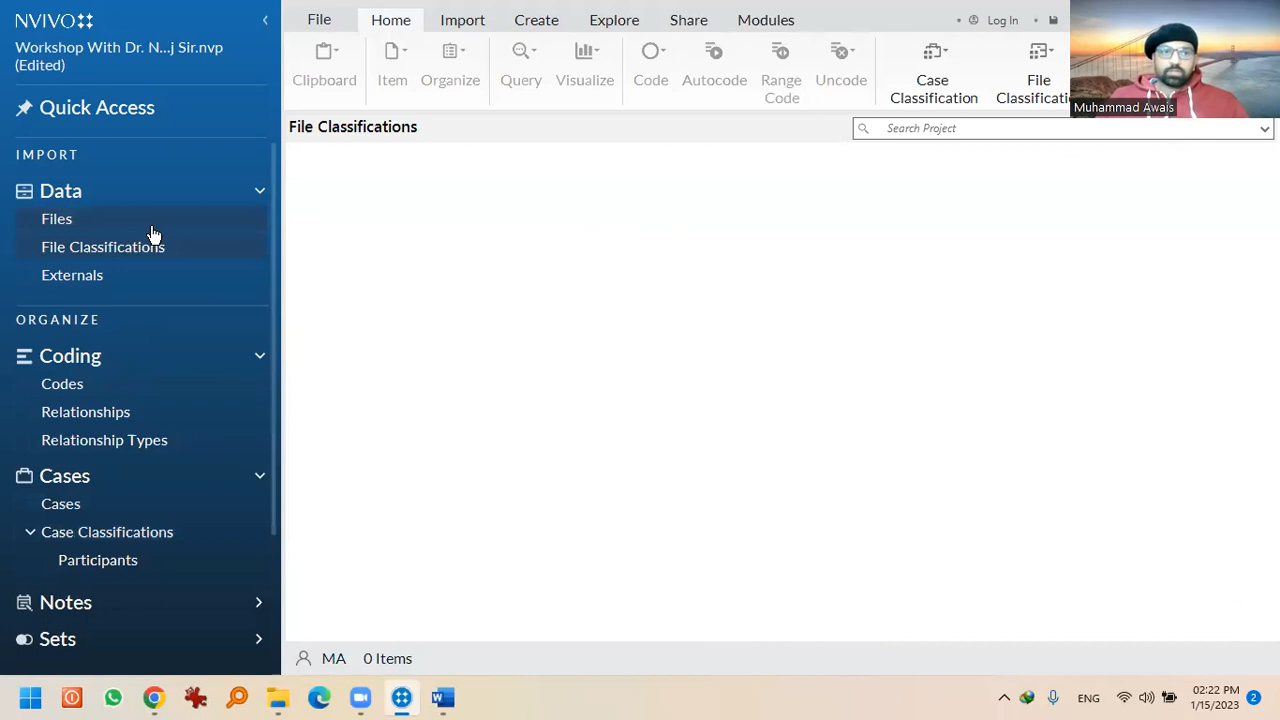 NVIVO
Workshop With Dr. N...j Sir.nvp
(Edited)
Quick Access
IMPORT
Data
Files
File Classifications
Externals
ORGANIZE
Coding
Codes
Relationships
Relationship Types
Cases
Cases
Case Classifications
Participants
Notes
Sets
File Home Import Create Explore Share Modules
Log In
Clipboard Item Organize Query Visualize Code Autocode Range Code Uncode Case Classification File
Muhammad Awais
File Classifications
Search Project
MA 0 Items
ENG
02:22 PM
1/15/2023
2